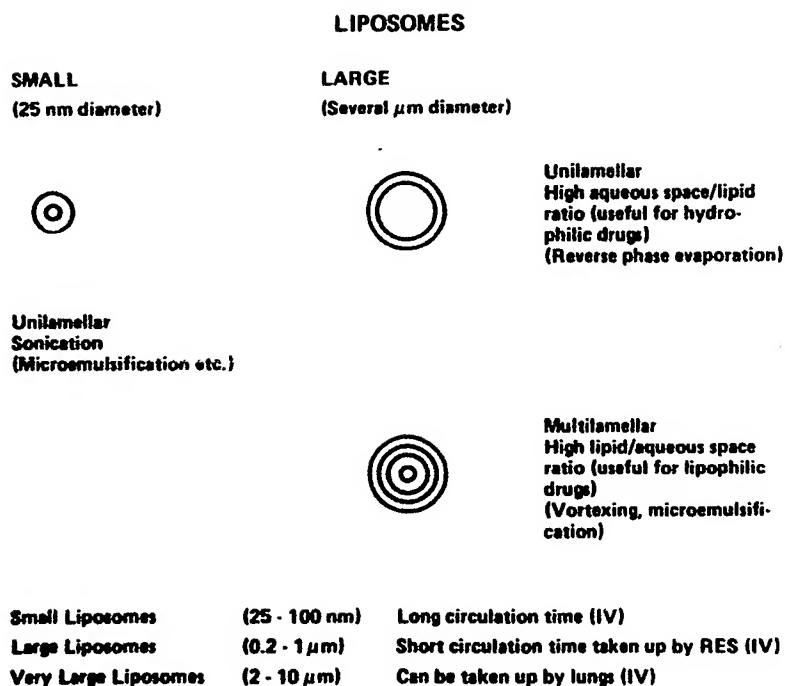 LIPOSOMES
SMALL
(25 nm diameter)
LARGE
(Several μm diameter)
Unilamellar
High aqueous space/lipid
ratio (useful for hydro-
philic drugs)
(Reverse phase evaporation)
Unilamellar
Sonication
(Microemulsification etc.)
Multilamellar
High lipid/aqueous space
ratio (useful for lipophilic
drugs)
(Vortexing, microemulsifi-
cation)
Small Liposomes (25 - 100 nm) Long circulation time (IV)
Large Liposomes (0.2 - 1 μm) Short circulation time taken up by RES (IV)
Very Large Liposomes (2 - 10 μm) Can be taken up by lungs (IV)